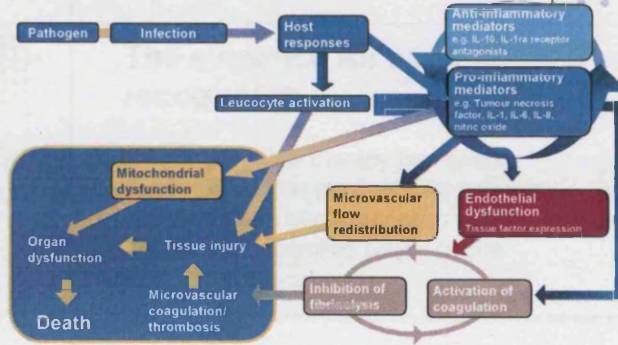 Pathogen
Infection
Host
responses
Anti-inflammatory
mediators
e.g. IL-10, IL-1ra receptor
antagonists
Pro-inflammatory
mediators
e.g. Tumour necrosis
factor, IL-1, IL-6, IL-8,
nitric oxide
Leucocyte activation
Mitochondrial
dysfunction
Microvascular
flow
redistribution
Endothelial
dysfunction
Tissue factor expression
Organ
dysfunction
Tissue injury
Microvascular
coagulation/
thrombosis
Death
Inhibition of
fibrinolysis
Activation of
coagulation